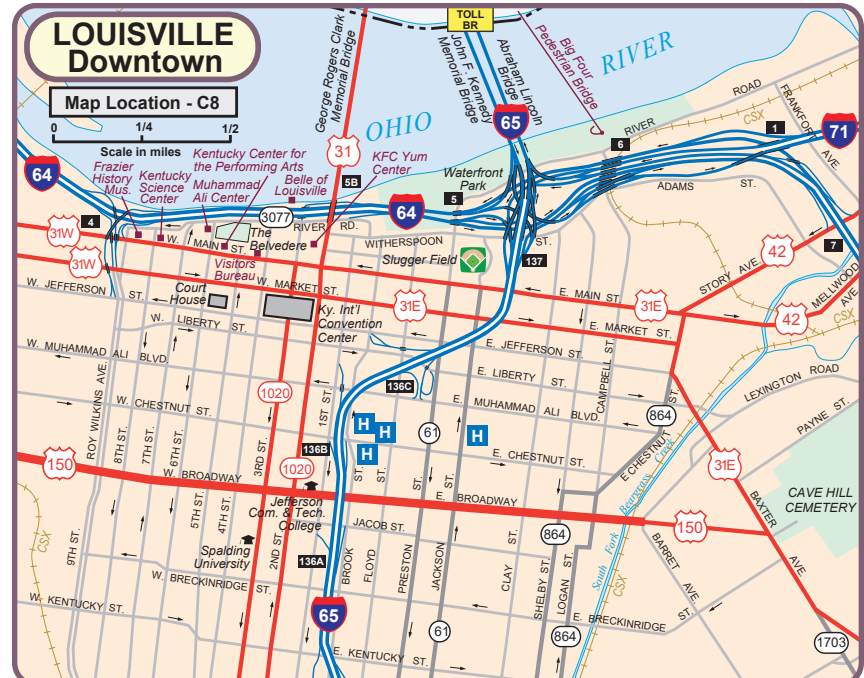 LOUISVILLE
Downtown
Map Location - C8
0 1/4 1/2
Scale in miles
TOLL
BR
George Rogers Clark
Memorial Bridge
John F. Kennedy
Memorial Bridge
Abraham Lincoln
Bridge
Big Four
Pedestrian Bridge
OHIO
RIVER
RIVER ROAD
FRANKFORT AVE.
CSX
1
71
65
31
6
64
Frazier
History
Mus.
Kentucky
Science
Center
Kentucky Center for
the Performing Arts
Muhammad
Ali Center
Belle of
Louisville
5B
KFC Yum
Center
Waterfront
Park
5
64
ADAMS ST.
4
3077
RIVER RD.
The
Belvedere
WITHERSPOON ST.
31W
W. MAIN ST.
Visitors
Bureau
Slugger Field
137
42
7
STORY AVE.
MELLWOOD AVE.
31W
W. JEFFERSON ST.
Court
House
W. MARKET ST.
Ky. Int'l
Convention
Center
31E
E. MAIN ST.
31E
42
CSX
E. MARKET ST.
W. LIBERTY ST.
E. JEFFERSON ST.
W. MUHAMMAD ALI BLVD.
E. LIBERTY ST.
CAMPBELL ST.
LEXINGTON ROAD
136C
1020
1ST ST.
ROY WILKINS AVE.
W. CHESTNUT ST.
E. MUHAMMAD ALI BLVD.
864
PAYNE ST.
H
H
H
H
61
8TH ST.
7TH ST.
6TH ST.
3RD ST.
136B
E. CHESTNUT ST.
E CHESTNUT ST.
Beargrass Creek
South Fork
31E
150
W. BROADWAY
1020
ST.
ST.
E. BROADWAY
150
BAXTER AVE.
CAVE HILL
CEMETERY
Jefferson
Com. & Tech.
College
JACOB ST.
5TH ST.
4TH ST.
864
Spalding
University
CSX
9TH ST.
2ND ST.
136A
BROOK
FLOYD
PRESTON ST.
JACKSON ST.
CLAY ST.
SHELBY ST.
LOGAN ST.
BARRET AVE.
CSX
W. BRECKINRIDGE ST.
E. BRECKINRIDGE ST.
W. KENTUCKY ST.
65
61
864
1703
E. KENTUCKY ST.